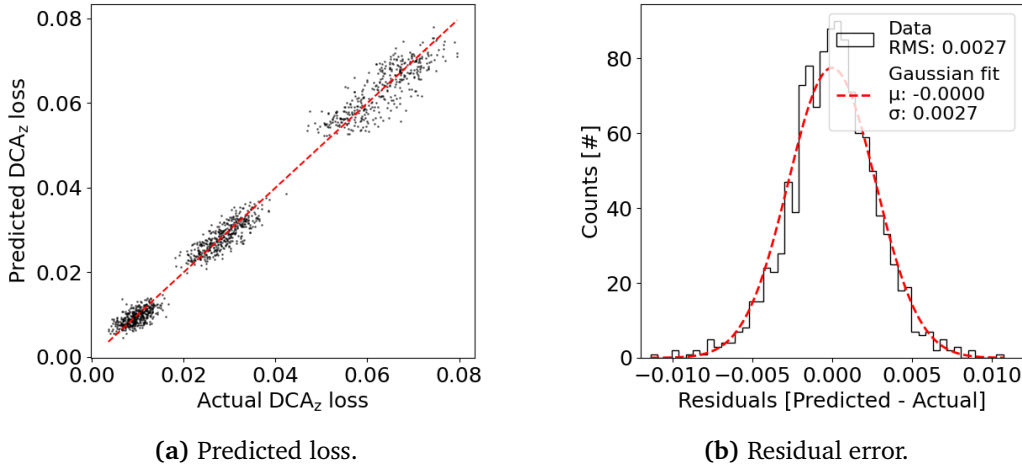 0.08
0.06
0.04
0.02
0.00
Predicted DCA_z loss
0.00 0.02 0.04 0.06 0.08
Actual DCA_z loss
(a) Predicted loss.
80
60
40
20
0
Counts [#]
Data
RMS: 0.0027
Gaussian fit
μ: -0.0000
σ: 0.0027
−0.010 −0.005 0.000 0.005 0.010
Residuals [Predicted - Actual]
(b) Residual error.